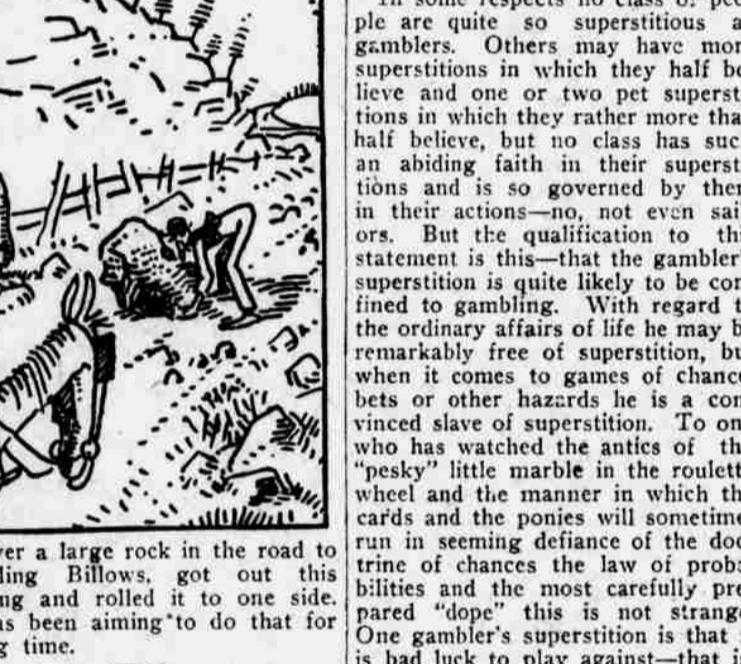 er a large rock in the road to
ling Billows, got out this
ng and rolled it to one side.
as been aiming to do that for
g time.
In some respects no class of peo
ple are quite so superstitious a
gamblers. Others may have mor
superstitions in which they half be
lieve and one or two pet superst
tions in which they rather more tha
half believe, but no class has suc
an abiding faith in their superst
tions and is so governed by them
in their actions—no, not even sai
ors. But the qualification to thi
statement is this—that the gambler'
superstition is quite likely to be con
fined to gambling. With regard t
the ordinary affairs of life he may b
remarkably free of superstition, bu
when it comes to games of chance
bets or other hazards he is a con
vinced slave of superstition. To on
who has watched the antics of th
"pesky" little marble in the roulett
wheel and the manner in which th
cards and the ponies will sometime
run in seeming defiance of the doc
trine of chances the law of proba
bilities and the most carefully pre
pared "dope" this is not strange
One gambler's superstition is that
is bad luck to play against—that is